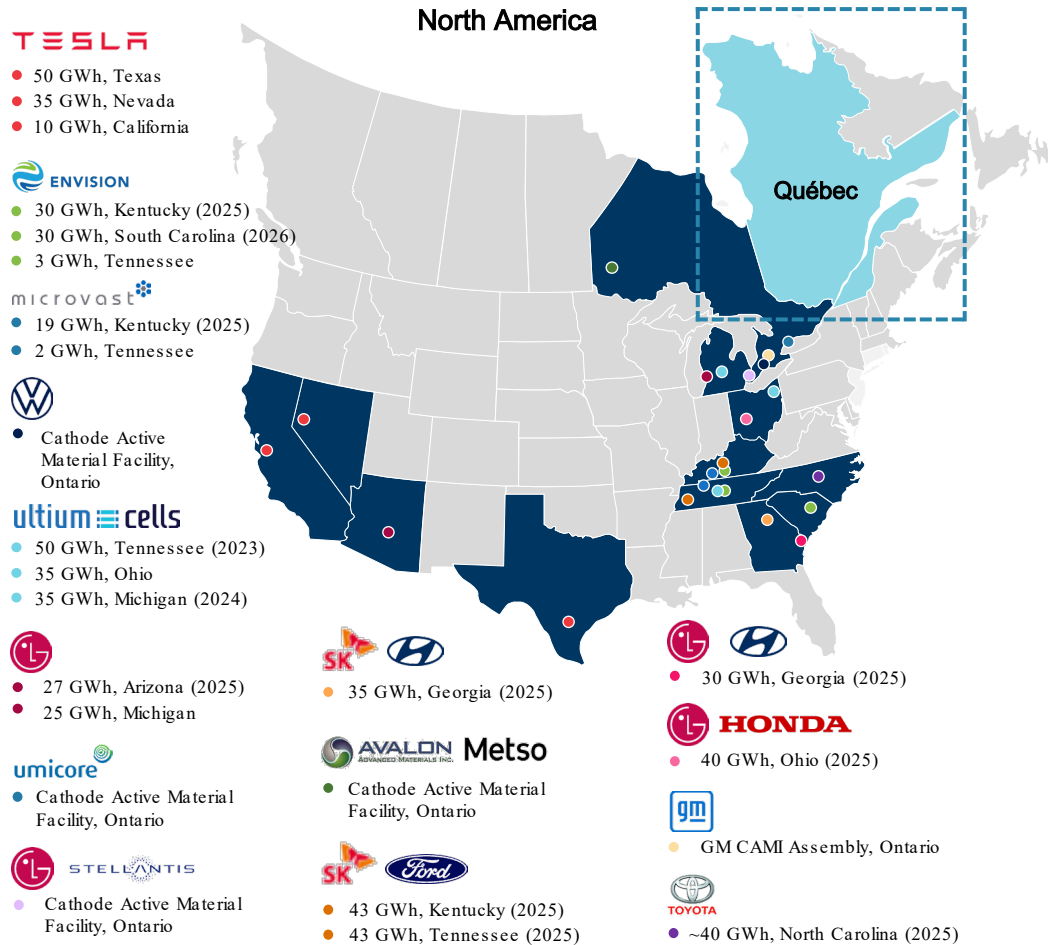 North America
TESLA
50 GWh, Texas
35 GWh, Nevada
10 GWh, California
ENVISION
30 GWh, Kentucky (2025)
30 GWh, South Carolina (2026)
3 GWh, Tennessee
microvast
19 GWh, Kentucky (2025)
2 GWh, Tennessee
Cathode Active
Material Facility,
Ontario
ultium cells
50 GWh, Tennessee (2023)
35 GWh, Ohio
35 GWh, Michigan (2024)
LG
27 GWh, Arizona (2025)
25 GWh, Michigan
umicore
Cathode Active Material
Facility, Ontario
LG STELLANTIS
Cathode Active Material
Facility, Ontario
Québec
SK
35 GWh, Georgia (2025)
AVALON Metso
ADVANCED MATERIALS INC.
Cathode Active Material
Facility, Ontario
SK Ford
43 GWh, Kentucky (2025)
43 GWh, Tennessee (2025)
LG
30 GWh, Georgia (2025)
LG HONDA
40 GWh, Ohio (2025)
gm
GM CAMI Assembly, Ontario
TOYOTA
~40 GWh, North Carolina (2025)